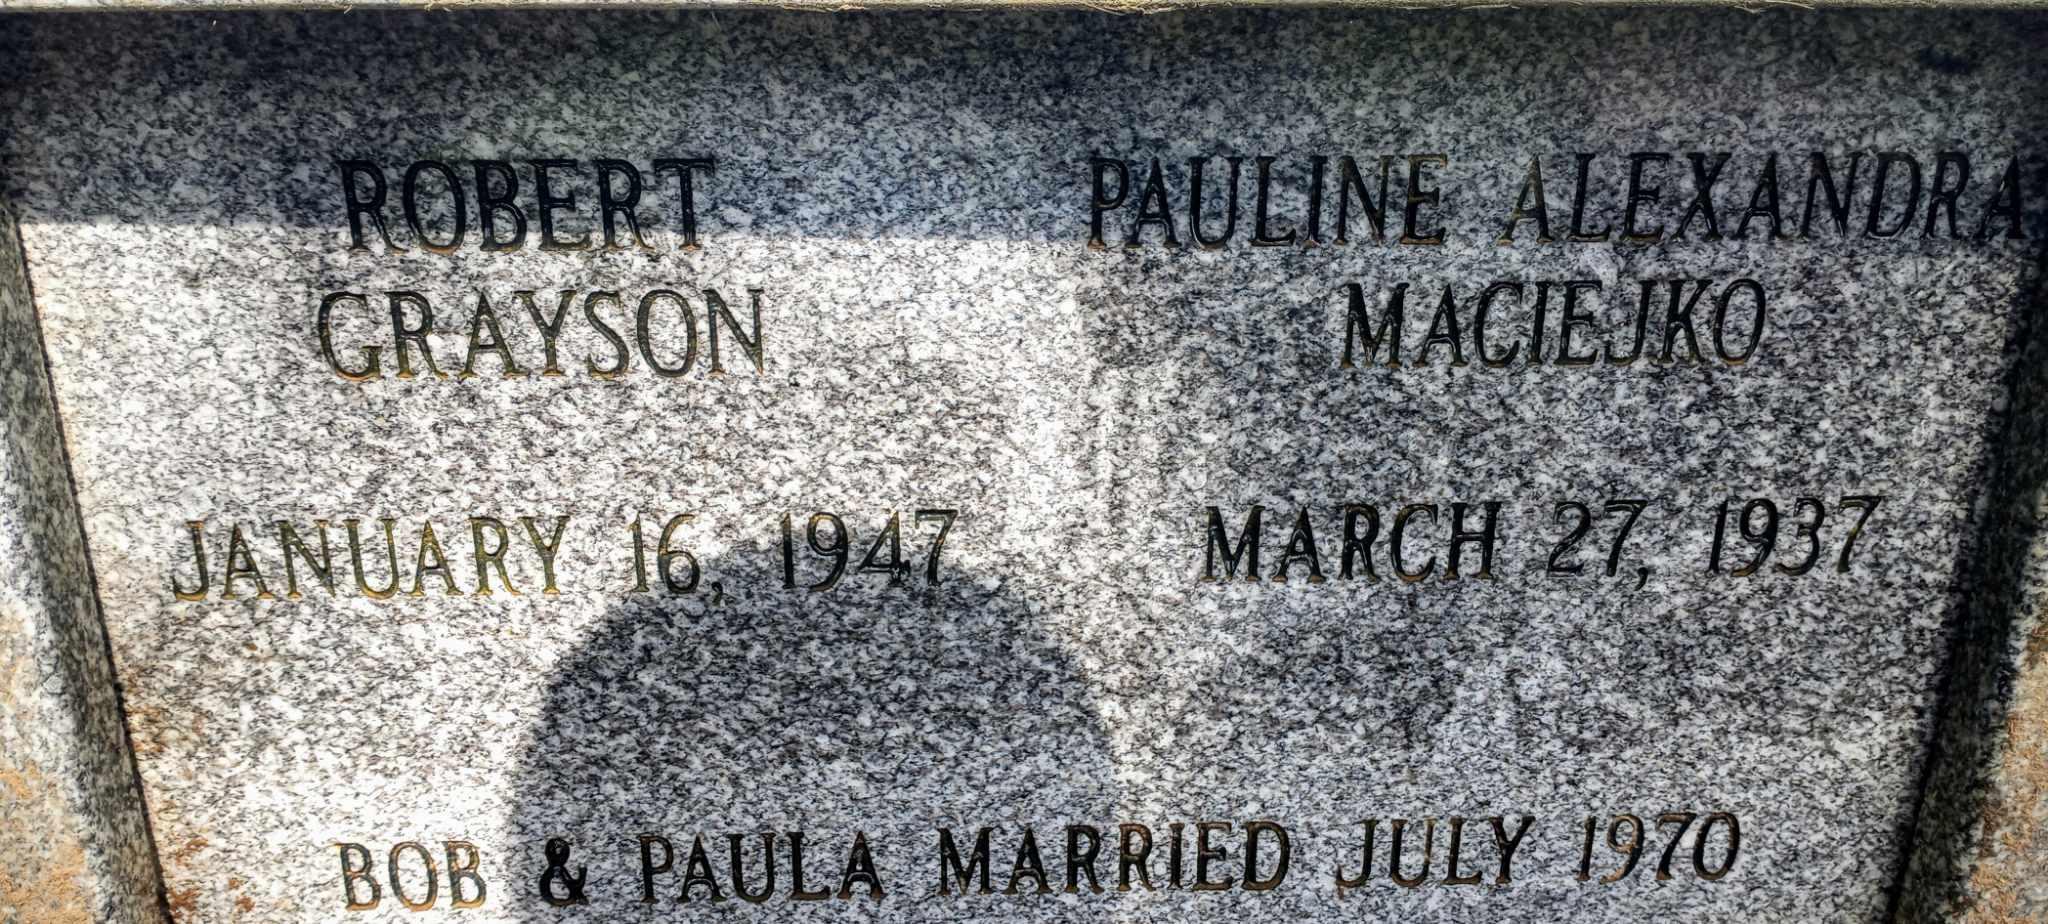 ROBERT
GRAYSON
JANUARY 16, 1947
PAULINE ALEXANDRA
MACIEJKO
MARCH 27, 1937
BOB & PAULA MARRIED JULY 1970